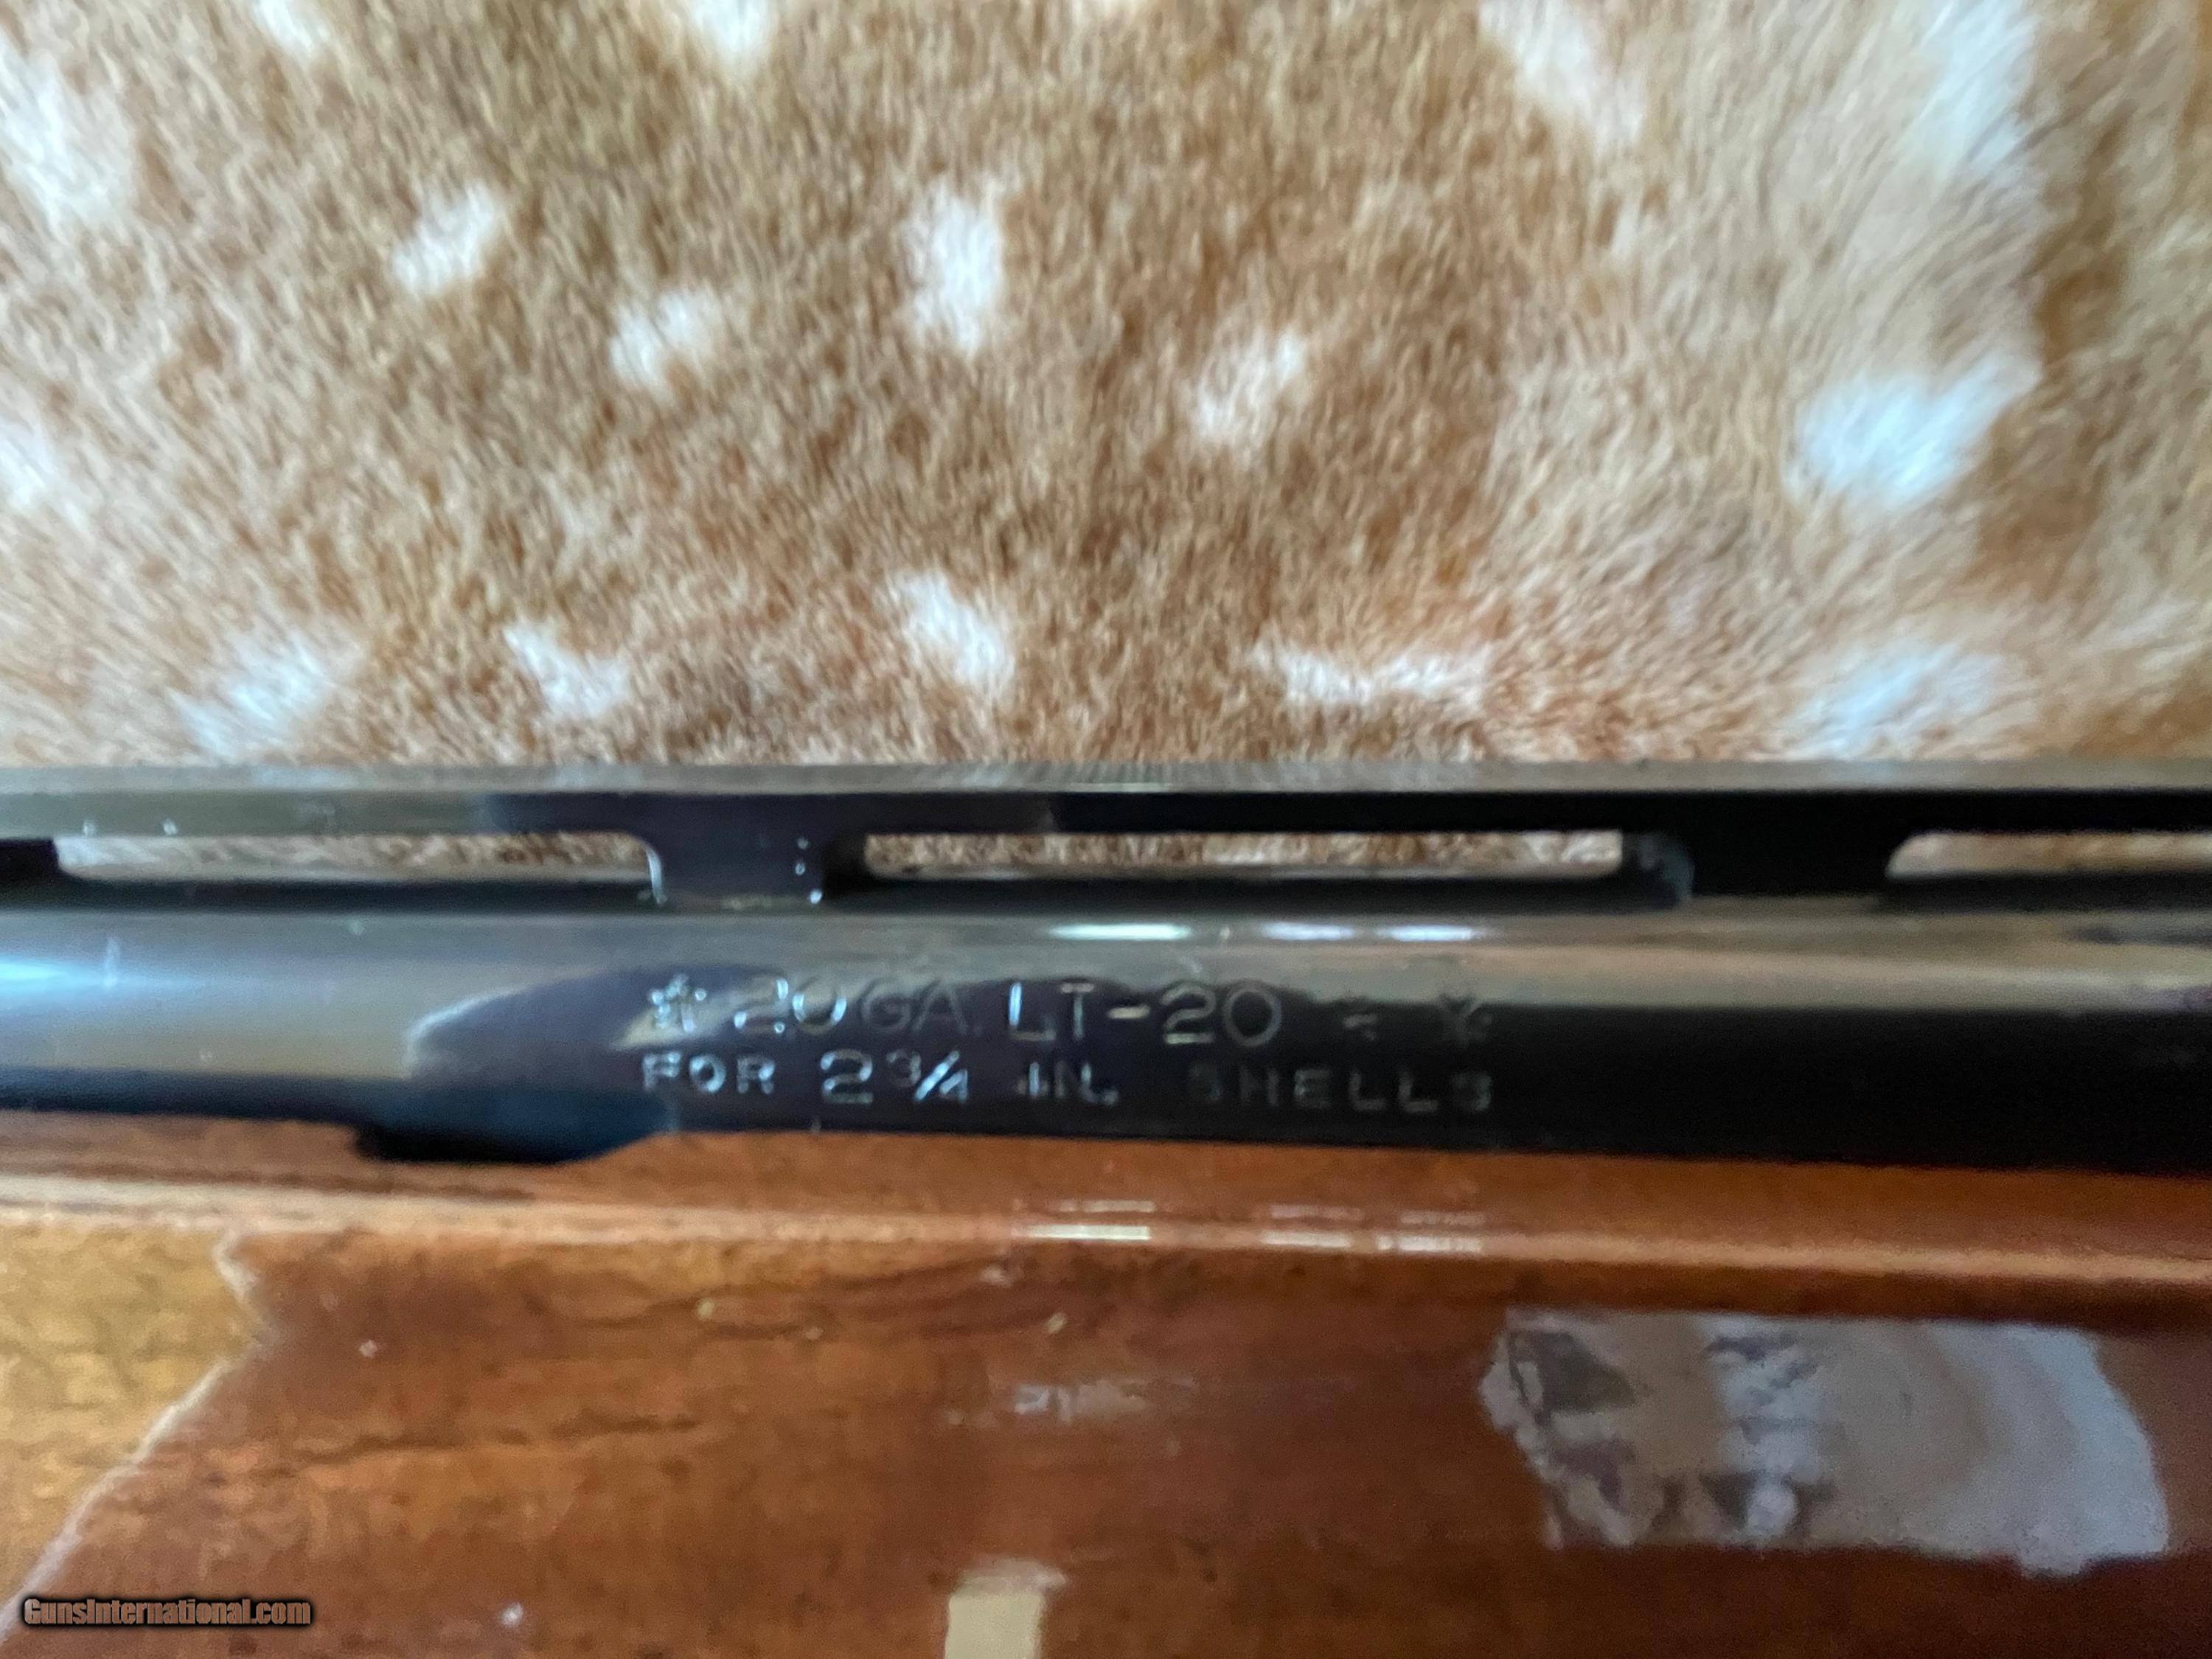 20GA. LT-20
FOR 2¾ IN. SHELLS
GunsInternational.com